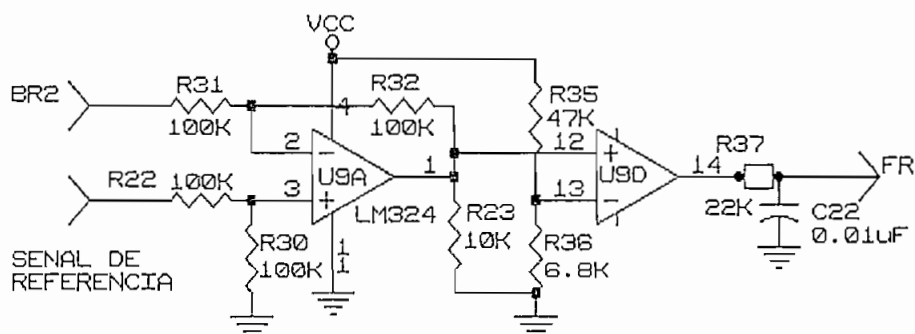 VCC
BR2
R31
100K
4
R32
100K
R35
47K
2
-
U9A
1
12
+
U9D
14
R37
22K
FR
R22
100K
3
+
LM324
R23
10K
13
-
C22
0.01uF
R30
100K
11
R36
6.8K
SENAL DE
REFERENCIA